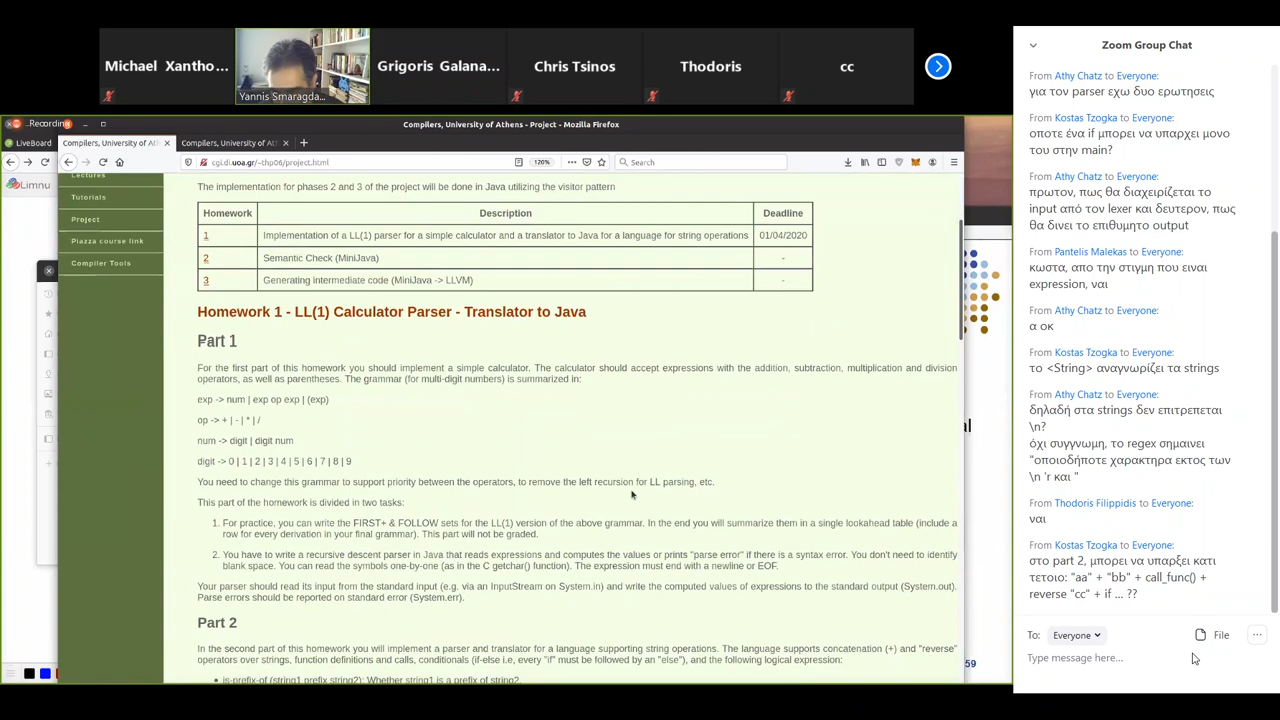 Michael Xantho...
Yannis Smaragda...
Grigoris Galana...
Chris Tsinos
Thodoris
cc
...Recording
Compilers, University of Athens - Project - Mozilla Firefox
LiveBoard
Compilers, University of Athen ×
Compilers, University of Athen ×
cgi.di.uoa.gr/~thp06/project.html
120%
Search
Limnu
Lectures
Tutorials
Project
Piazza course link
Compiler Tools
The implementation for phases 2 and 3 of the project will be done in Java utilizing the visitor pattern
Homework Description Deadline
1 Implementation of a LL(1) parser for a simple calculator and a translator to Java for a language for string operations 01/04/2020
2 Semantic Check (MiniJava) -
3 Generating intermediate code (MiniJava -> LLVM) -
Homework 1 - LL(1) Calculator Parser - Translator to Java
Part 1
For the first part of this homework you should implement a simple calculator. The calculator should accept expressions with the addition, subtraction, multiplication and division
operators, as well as parentheses. The grammar (for multi-digit numbers) is summarized in:
exp -> num | exp op exp | (exp)
op -> + | - | * | /
num -> digit | digit num
digit -> 0 | 1 | 2 | 3 | 4 | 5 | 6 | 7 | 8 | 9
You need to change this grammar to support priority between the operators, to remove the left recursion for LL parsing, etc.
This part of the homework is divided in two tasks:
1. For practice, you can write the FIRST+ & FOLLOW sets for the LL(1) version of the above grammar. In the end you will summarize them in a single lookahead table (include a
row for every derivation in your final grammar). This part will not be graded.
2. You have to write a recursive descent parser in Java that reads expressions and computes the values or prints "parse error" if there is a syntax error. You don't need to identify
blank space. You can read the symbols one-by-one (as in the C getchar() function). The expression must end with a newline or EOF.
Your parser should read its input from the standard input (e.g. via an InputStream on System.in) and write the computed values of expressions to the standard output (System.out).
Parse errors should be reported on standard error (System.err).
Part 2
In the second part of this homework you will implement a parser and translator for a language supporting string operations. The language supports concatenation (+) and "reverse"
operators over strings, function definitions and calls, conditionals (if-else i.e, every "if" must be followed by an "else"), and the following logical expression:
• is-prefix-of (string1 prefix string2): Whether string1 is a prefix of string2.
al
59
Zoom Group Chat
From Athy Chatz to Everyone:
για τον parser εχω δυο ερωτησεις
From Kostas Tzogka to Everyone:
οποτε ένα if μπορει να υπαρχει μονο
του στην main?
From Athy Chatz to Everyone:
πρωτον, πως θα διαχειρίζεται το
input από τον lexer και δευτερον, πως
θα δινει το επιθυμητο output
From Pantelis Malekas to Everyone:
κωστα, απο την στιγμη που ειναι
expression, ναι
From Athy Chatz to Everyone:
α οκ
From Kostas Tzogka to Everyone:
το <String> αναγνωρίζει τα strings
From Athy Chatz to Everyone:
δηλαδή στα strings δεν επιτρεπεται
\n?
όχι συγγνωμη, το regex σημαινει
"οποιοδήποτε χαρακτηρα εκτος των
\n 'r και "
From Thodoris Filippidis to Everyone:
ναι
From Kostas Tzogka to Everyone:
στο part 2, μπορει να υπαρξει κατι
τετοιο: "aa" + "bb" + call_func() +
reverse "cc" + if ... ??
To: Everyone File
Type message here...